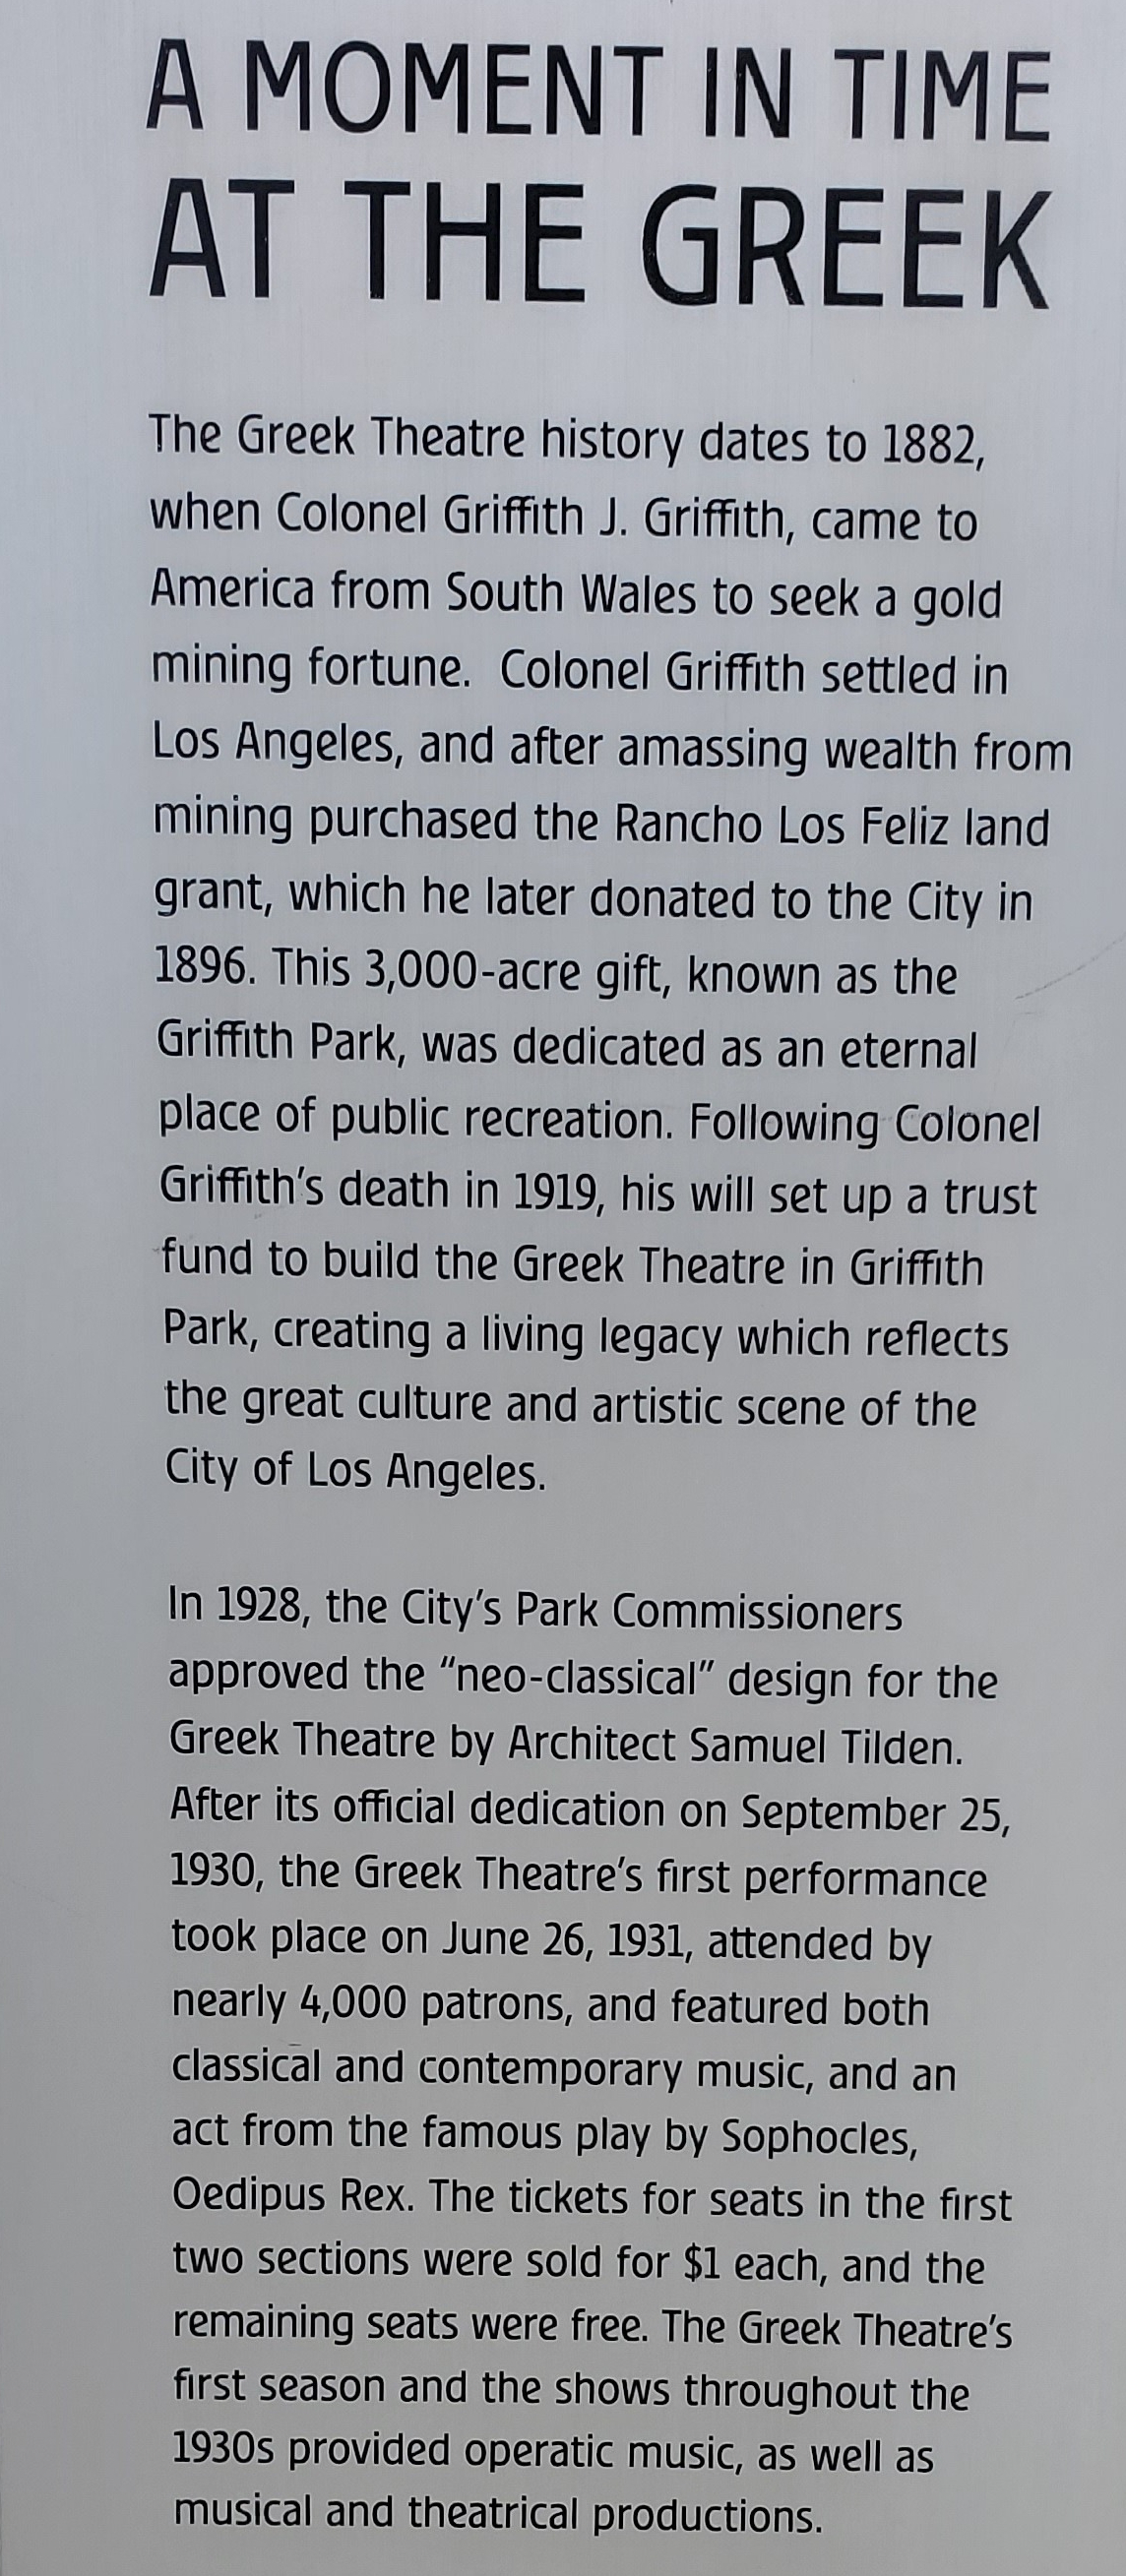 A MOMENT IN TIME
AT THE GREEK
The Greek Theatre history dates to 1882,
when Colonel Griffith J. Griffith, came to
America from South Wales to seek a gold
mining fortune.  Colonel Griffith settled in
Los Angeles, and after amassing wealth from
mining purchased the Rancho Los Feliz land
grant, which he later donated to the City in
1896. This 3,000-acre gift, known as the
Griffith Park, was dedicated as an eternal
place of public recreation. Following Colonel
Griffith’s death in 1919, his will set up a trust
fund to build the Greek Theatre in Griffith
Park, creating a living legacy which reflects
the great culture and artistic scene of the
City of Los Angeles.
In 1928, the City’s Park Commissioners
approved the “neo-classical” design for the
Greek Theatre by Architect Samuel Tilden.
After its official dedication on September 25,
1930, the Greek Theatre’s first performance
took place on June 26, 1931, attended by
nearly 4,000 patrons, and featured both
classical and contemporary music, and an
act from the famous play by Sophocles,
Oedipus Rex. The tickets for seats in the first
two sections were sold for $1 each, and the
remaining seats were free. The Greek Theatre’s
first season and the shows throughout the
1930s provided operatic music, as well as
musical and theatrical productions.